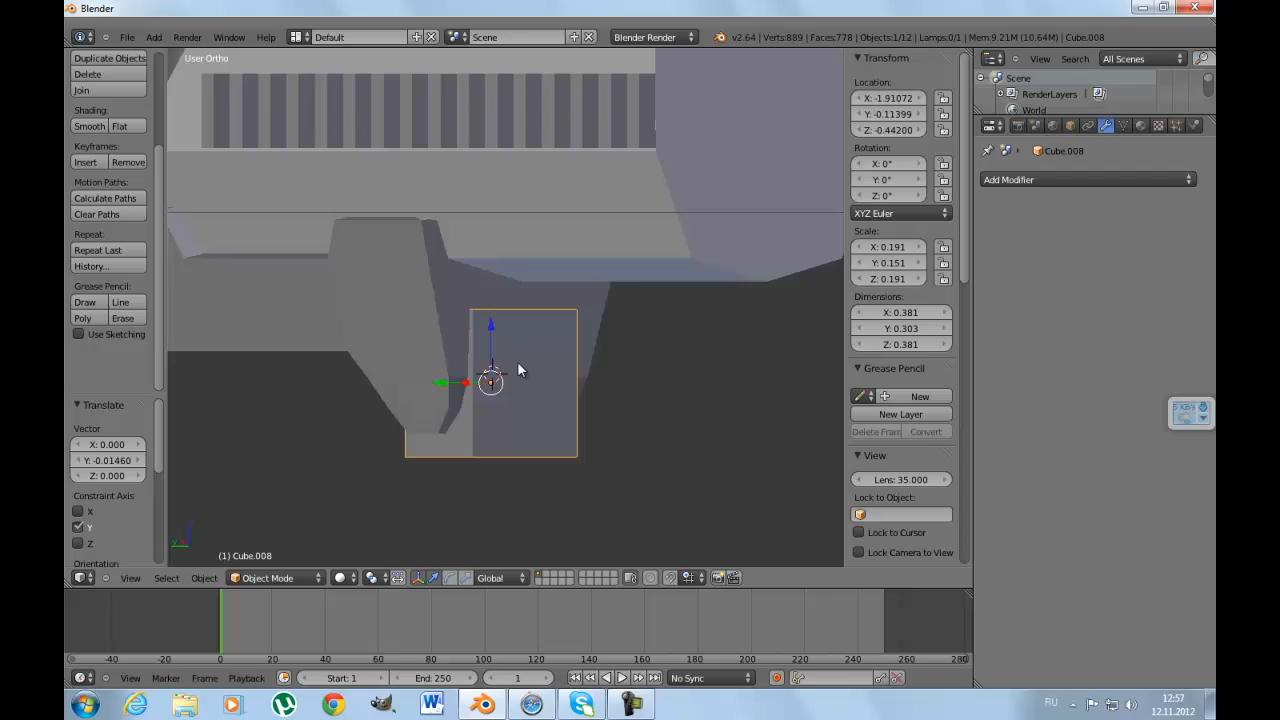 Blender
File Add Render Window Help Default Scene Blender Render v2.64 | Verts:889 | Faces:778 | Objects:1/12 | Lamps:0/1 | Mem:9.21M (10.64M) | Cube.008
Duplicate Objects
Delete
Join
Shading:
Smooth Flat
Keyframes:
Insert Remove
Motion Paths:
Calculate Paths
Clear Paths
Repeat:
Repeat Last
History...
Grease Pencil:
Draw Line
Poly Erase
Use Sketching
Translate
Vector
X: 0.000
Y: -0.01460
Z: 0.000
Constraint Axis
X
Y
Z
Orientation
User Ortho
(1) Cube.008
Transform
Location:
X: -1.91072
Y: -0.11399
Z: -0.44200
Rotation:
X: 0°
Y: 0°
Z: 0°
XYZ Euler
Scale:
X: 0.191
Y: 0.151
Z: 0.191
Dimensions:
X: 0.381
Y: 0.303
Z: 0.381
Grease Pencil
New
New Layer
Delete Fram Convert
View
Lens: 35.000
Lock to Object:
Lock to Cursor
Lock Camera to View
View Search All Scenes
Scene
RenderLayers
World
Cube.008
Add Modifier
View Select Object Object Mode Global
-40 -20 0 20 40 60 80 100 120 140 160 180 200 220 240 260 280
View Marker Frame Playback Start: 1 End: 250 1 No Sync
RU 12:57
12.11.2012